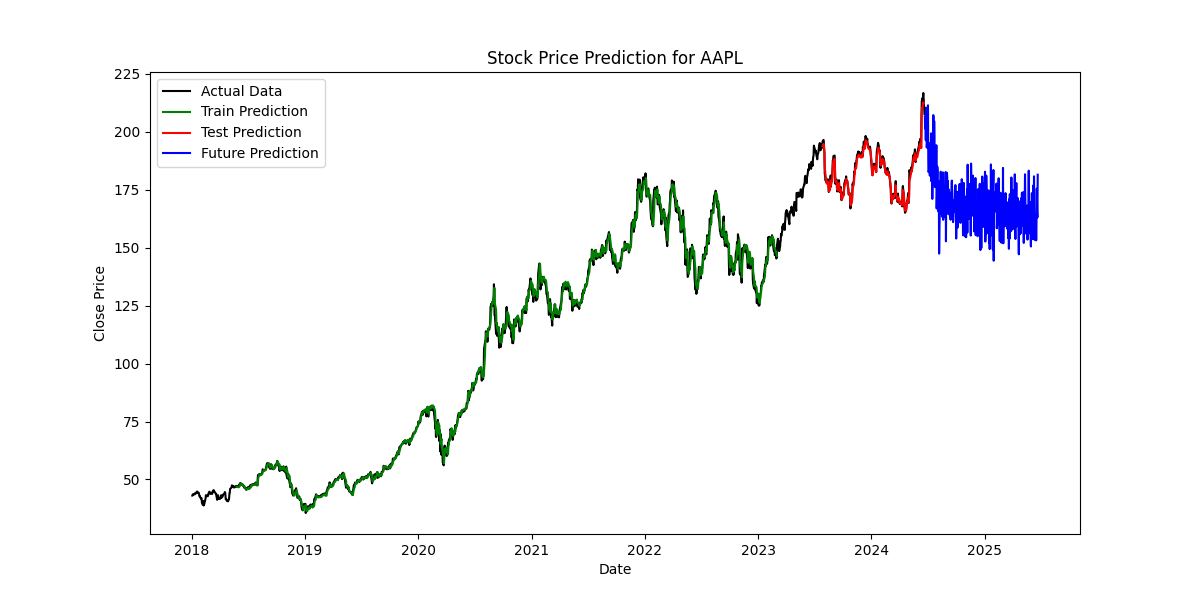 Stock Price Prediction for AAPL
Actual Data
Train Prediction
Test Prediction
Future Prediction
Close Price
225
200
175
150
125
100
75
50
2018 2019 2020 2021 2022 2023 2024 2025
Date